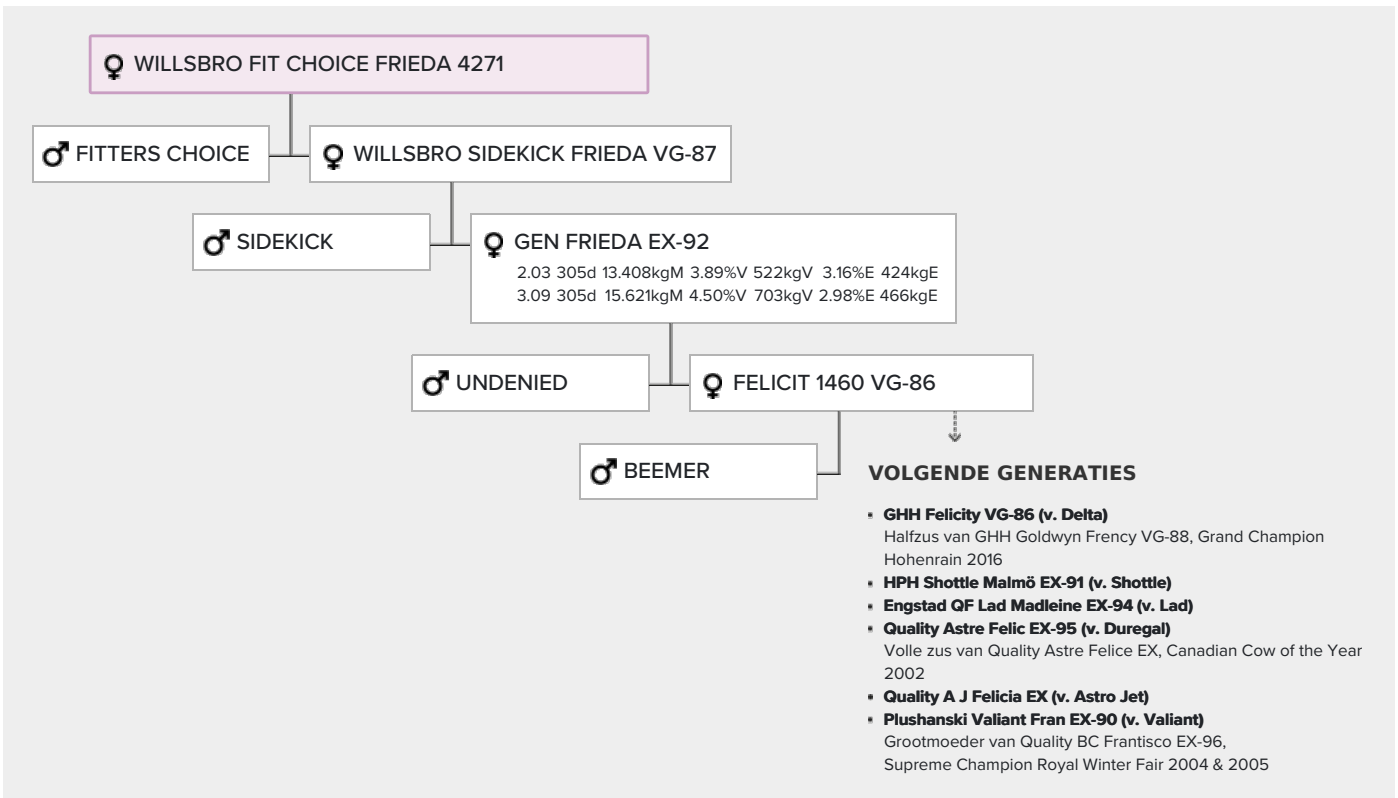 WILLSBRO FIT CHOICE FRIEDA 4271
FITTERS CHOICE
WILLSBRO SIDEKICK FRIEDA VG-87
SIDEKICK
GEN FRIEDA EX-92
2.03 305d 13.408kgM 3.89%V 522kgV 3.16%E 424kgE
3.09 305d 15.621kgM 4.50%V 703kgV 2.98%E 466kgE
UNDENIED
FELICIT 1460 VG-86
BEEMER
VOLGENDE GENERATIES
GHH Felicity VG-86 (v. Delta)
Halfzus van GHH Goldwyn Frency VG-88, Grand Champion
Hohenrain 2016
HPH Shottle Malmö EX-91 (v. Shottle)
Engstad QF Lad Madleine EX-94 (v. Lad)
Quality Astre Felic EX-95 (v. Duregal)
Volle zus van Quality Astre Felice EX, Canadian Cow of the Year
2002
Quality A J Felicia EX (v. Astro Jet)
Plushanski Valiant Fran EX-90 (v. Valiant)
Grootmoeder van Quality BC Frantisco EX-96,
Supreme Champion Royal Winter Fair 2004 & 2005